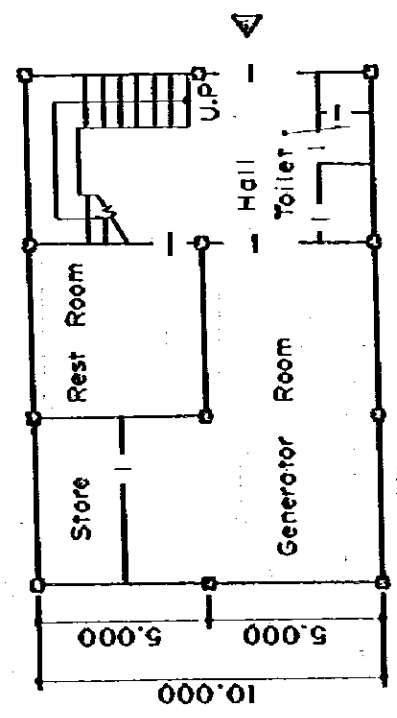 U.P
Hall
Toilet
Rest Room
Store
Generator Room
5.000
5.000
10.000